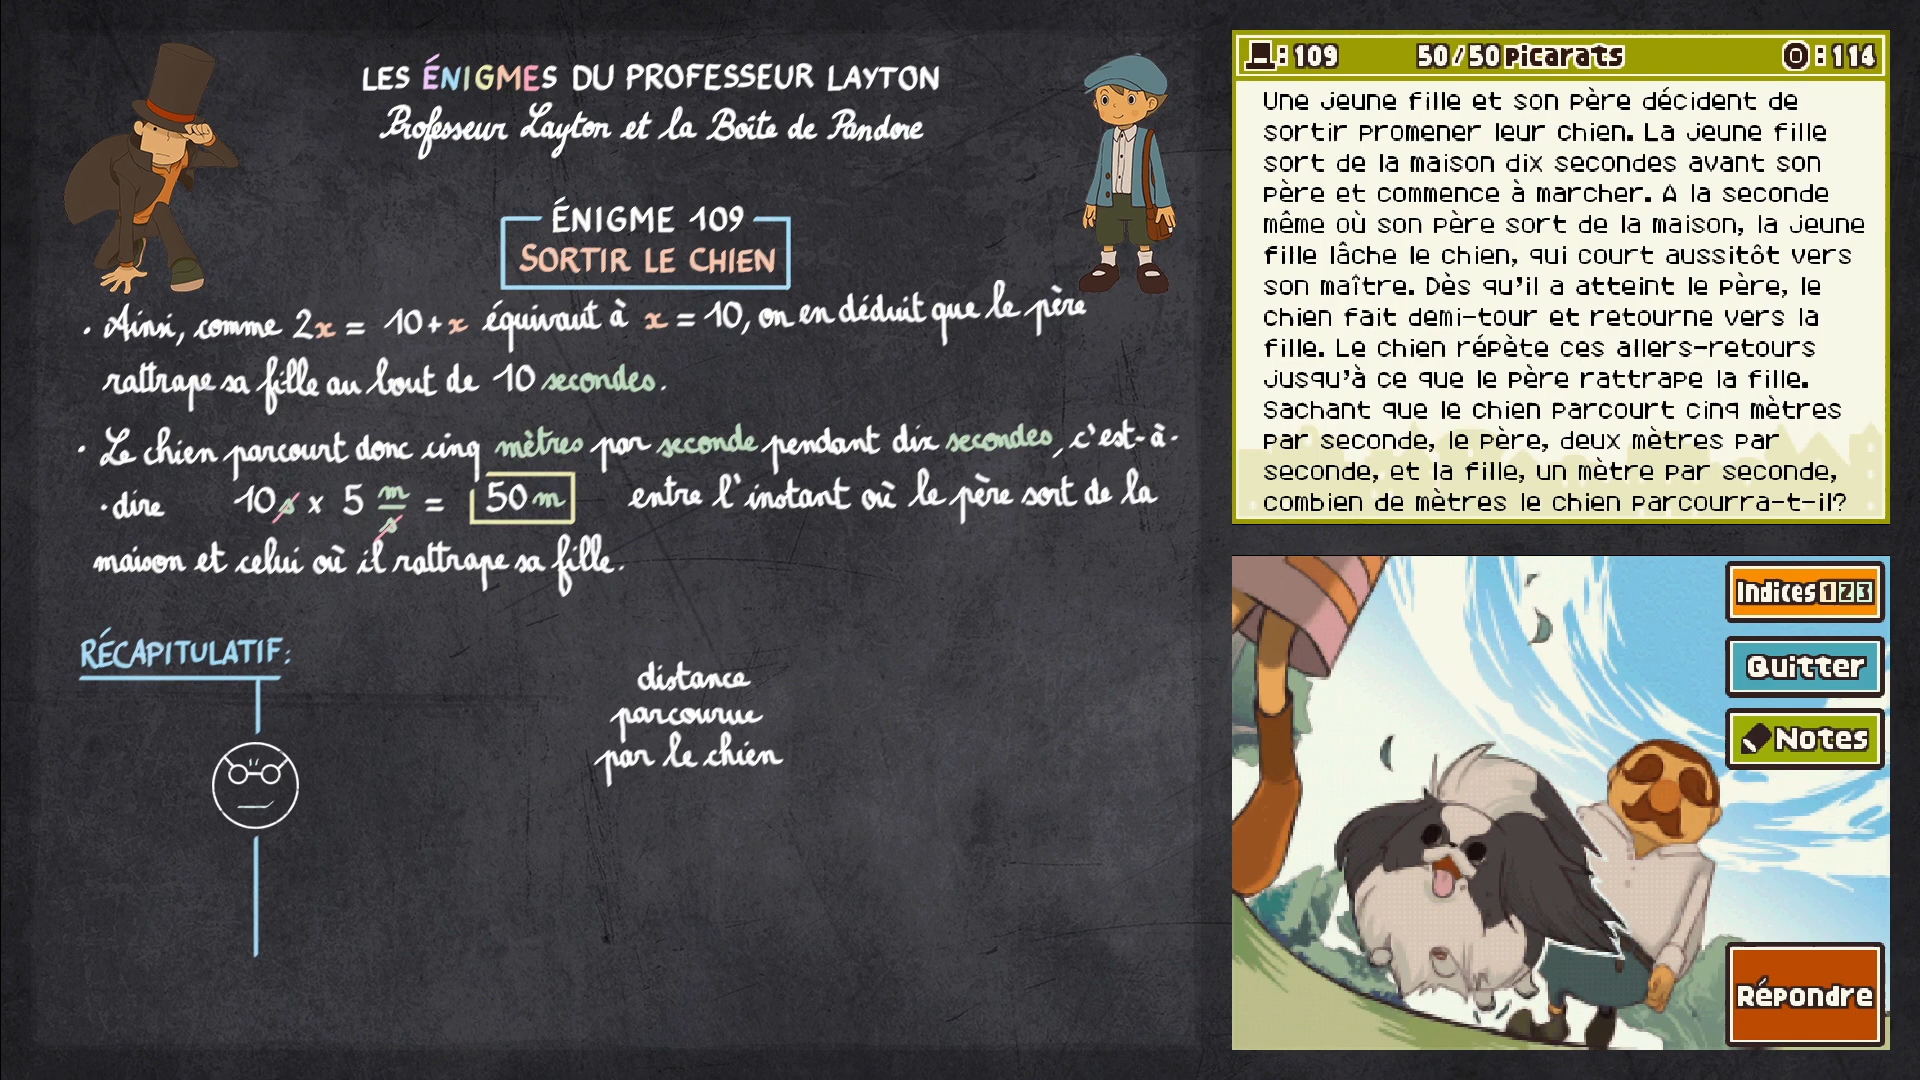 LES ÉNIGMES DU PROFESSEUR LAYTON
Professeur Layton et la Boîte de Pandore
ÉNIGME 109
SORTIR LE CHIEN
. Ainsi, comme 2x = 10+x équivaut à x = 10, on en déduit que le père
rattrape sa fille au bout de 10 secondes.
. Le chien parcourt donc cinq mètres par seconde pendant dix secondes, c'est-à-
-dire 10 s x 5 m/s = 50 m entre l'instant où le père sort de la
maison et celui où il rattrape sa fille.
RÉCAPITULATIF:
distance
parcourue
par le chien
:109 50/50 picarats :114
Une jeune fille et son père décident de
sortir promener leur chien. La jeune fille
sort de la maison dix secondes avant son
père et commence à marcher. A la seconde
même où son père sort de la maison, la jeune
fille lâche le chien, qui court aussitôt vers
son maître. Dès qu'il a atteint le père, le
chien fait demi-tour et retourne vers la
fille. Le chien répète ces allers-retours
jusqu'à ce que le père rattrape la fille.
Sachant que le chien parcourt cinq mètres
par seconde, le père, deux mètres par
seconde, et la fille, un mètre par seconde,
combien de mètres le chien parcourra-t-il?
Indices 1 2 3
Quitter
Notes
Répondre